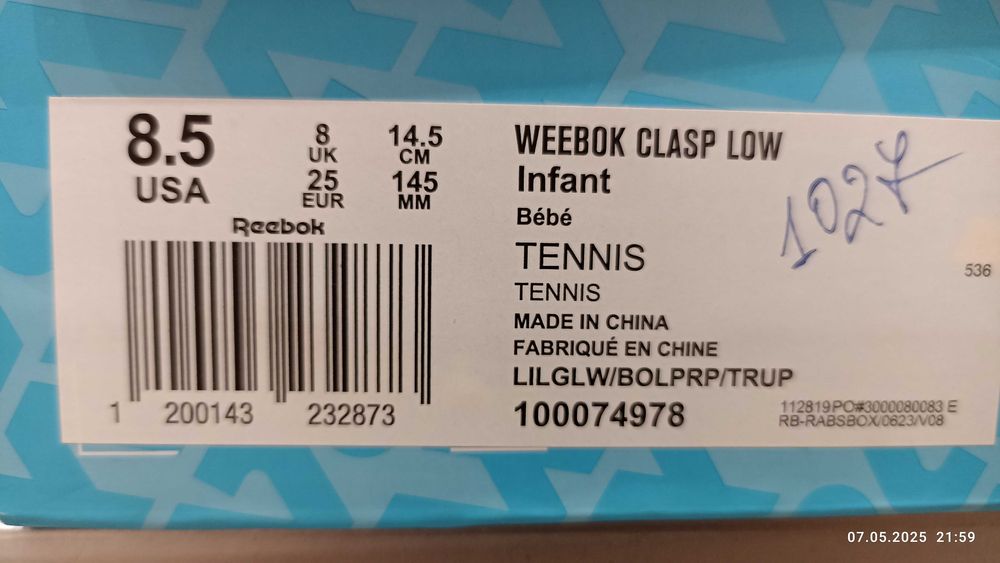 8.5
USA
8
UK
25
EUR
14.5
CM
145
MM
Reebok
1 200143 232873
WEEBOK CLASP LOW
Infant
Bébé
TENNIS
TENNIS
MADE IN CHINA
FABRIQUÉ EN CHINE
LILGLW/BOLPRP/TRUP
100074978
1027
536
112819PO#3000080083 E
RB-RABSBOX/0623/V08
07.05.2025 21:59